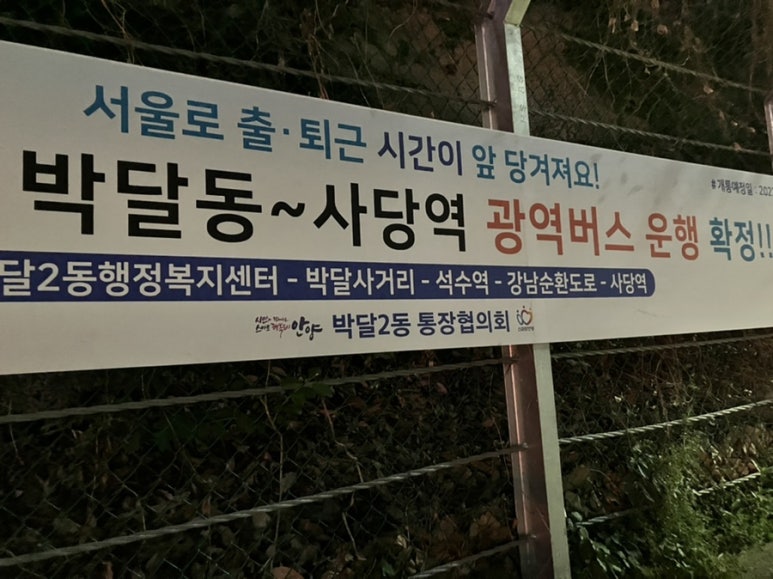 서울로 출·퇴근 시간이 앞 당겨져요!
#개통예정일 : 202
박달동~사당역 광역버스 운행 확정!!
달2동행정복지센터 - 박달사거리 - 석수역 - 강남순환도로 - 사당역
안양 박달2동 통장협의회